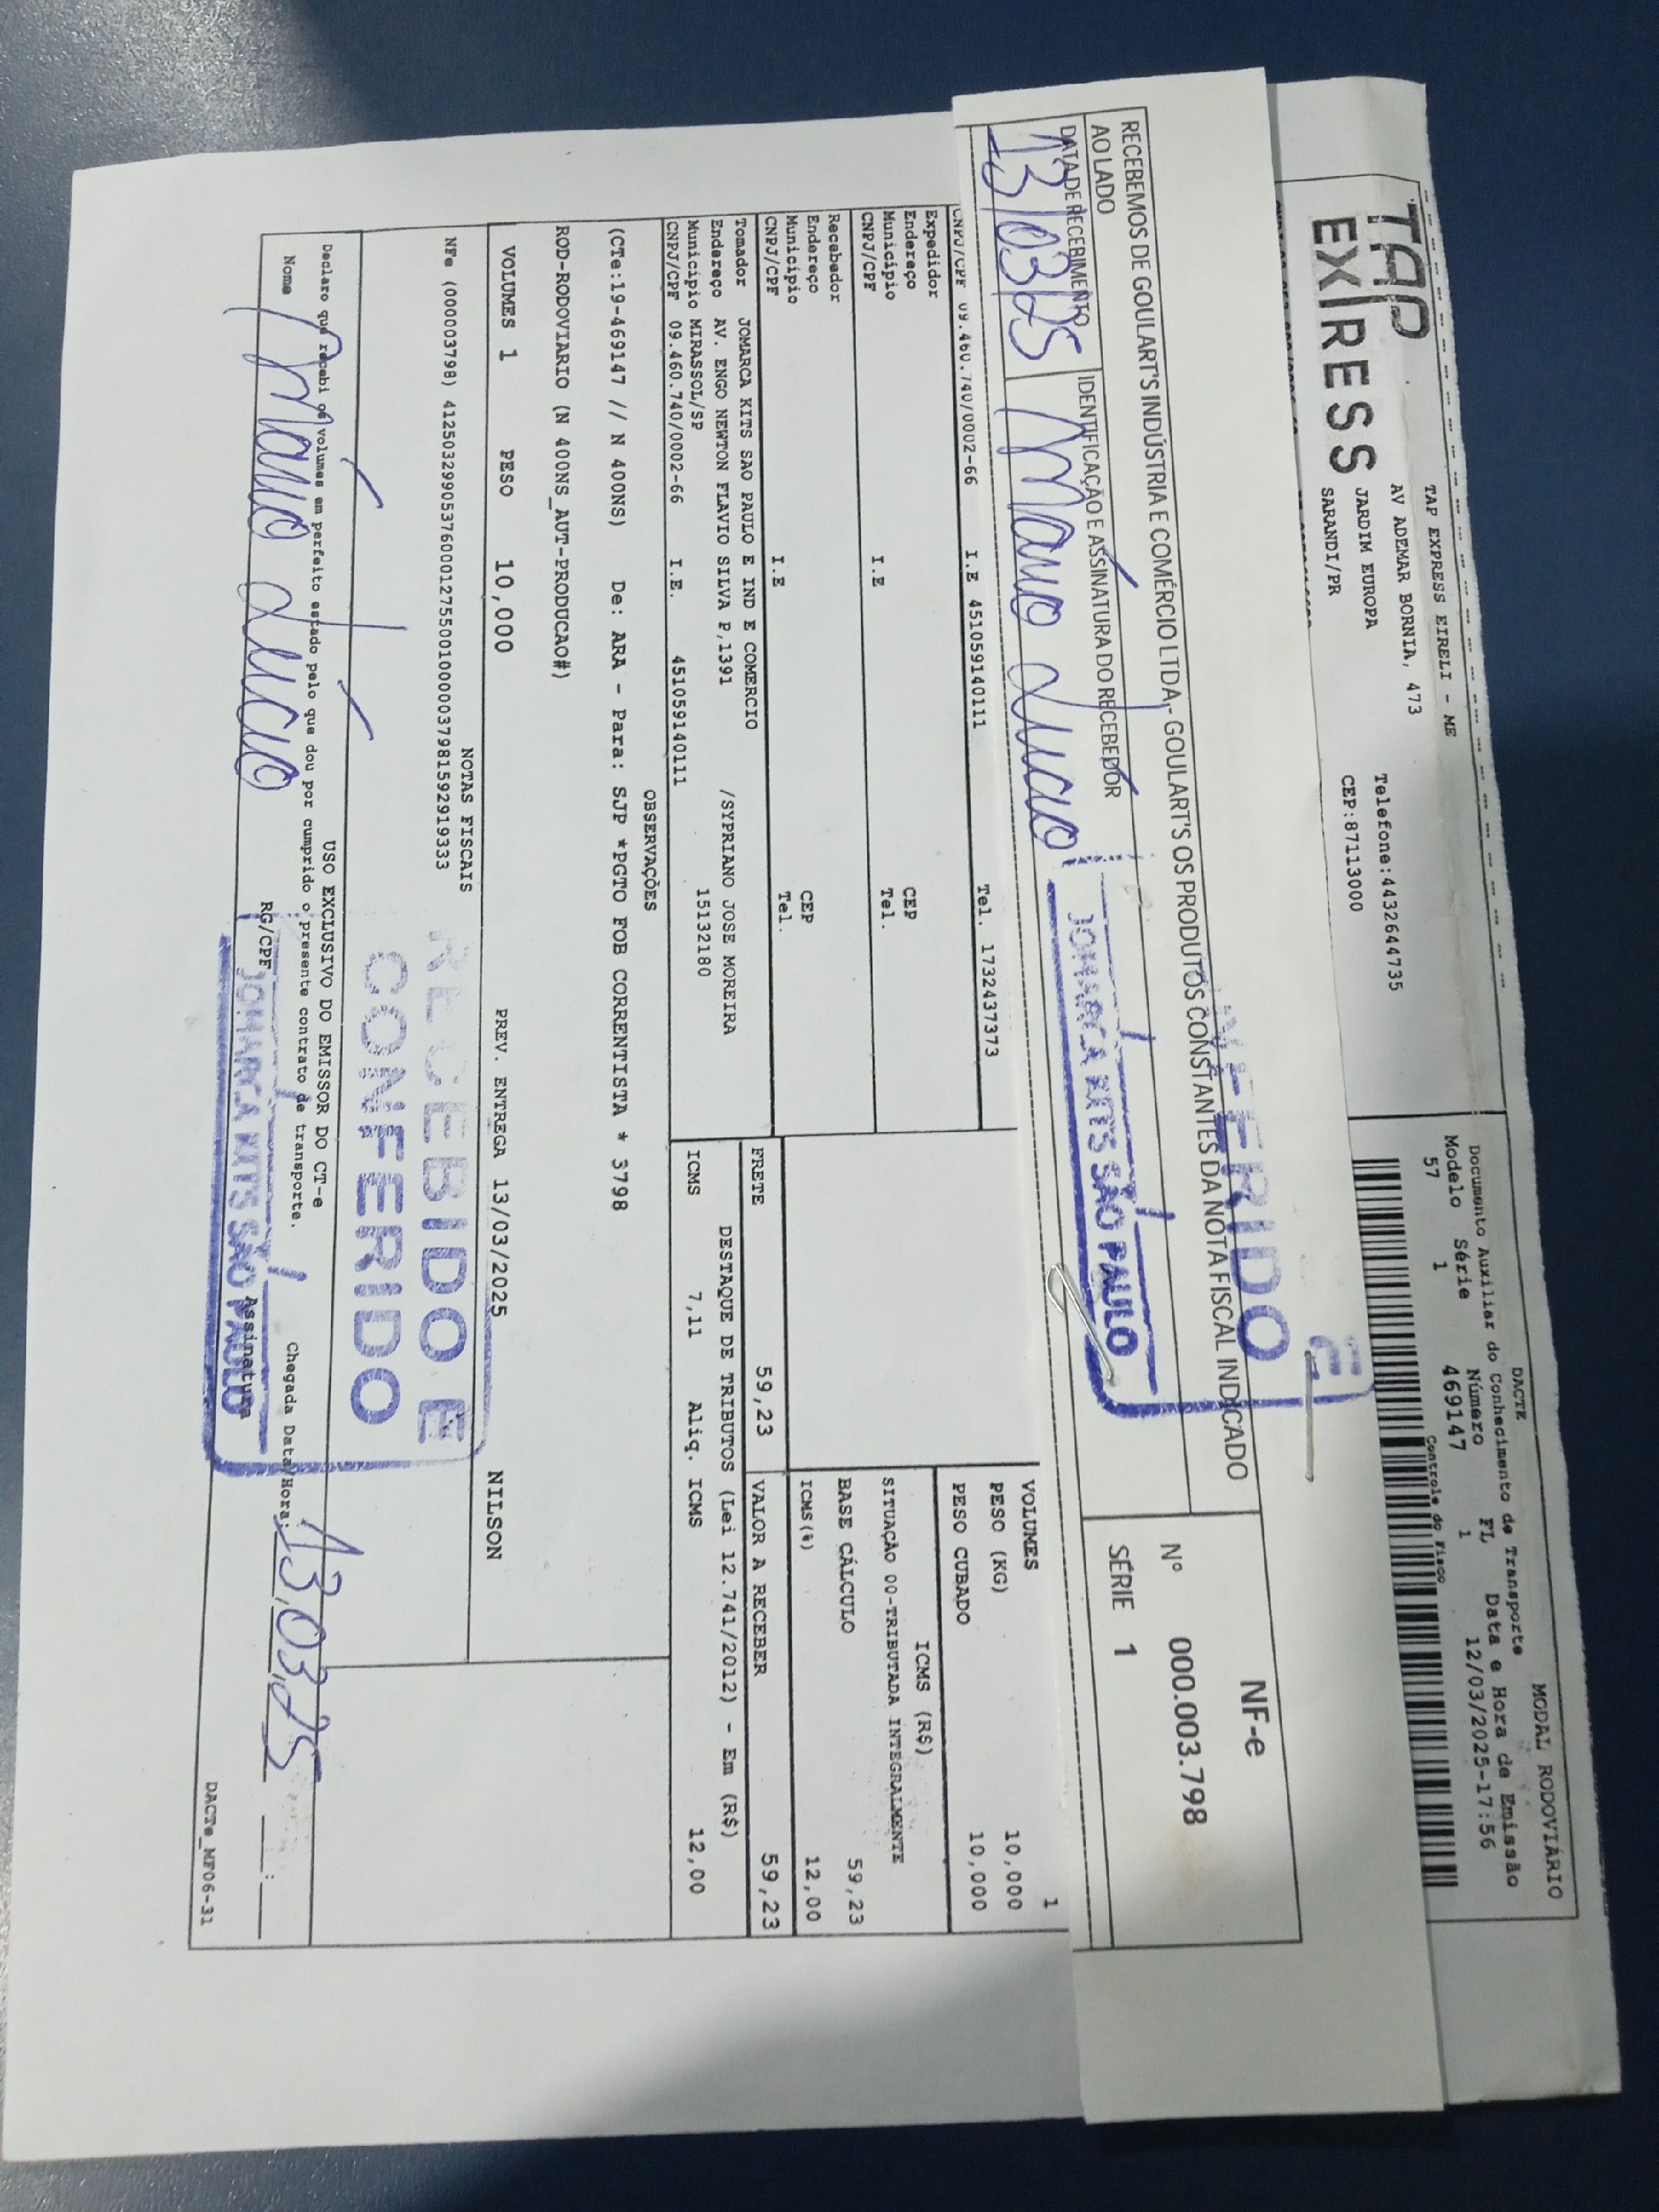 TAP
EXPRESS
TAP EXPRESS EIRELI - ME
AV ADEMAR BORNIA, 473
JARDIM EUROPA
SARANDI/PR
Telefone:4432644735
CEP:87113000
MODAL RODOVIÁRIO
DACTE
Documento Auxiliar do Conhecimento de Transporte
Modelo Série Número FL Data e Hora de Emissão
57 1 469147 1 12/03/2025-17:56
Controle do Fisco
RECEBEMOS DE GOULART'S INDÚSTRIA E COMÉRCIO LTDA,- GOULART'S OS PRODUTOS CONSTANTES DA NOTA FISCAL INDICADO
AO LADO
DATA DE RECEBIMENTO
13/03/25
IDENTIFICAÇÃO E ASSINATURA DO RECEBEDOR
Mário Lúcio
JOMARCA KITS SÃO PAULO
NF-e
Nº 000.003.798
SÉRIE 1
CNPJ/CPF 09.460.740/0002-66 I.E 451059140111 Tel. 1732437373
Expedidor
Endereço
Município CEP
CNPJ/CPF I.E Tel.
Recebedor
Endereço
Município CEP
CNPJ/CPF I.E Tel.
VOLUMES 1
PESO (KG) 10,000
PESO CUBADO 10,000
ICMS (R$)
SITUAÇÃO 00-TRIBUTADA INTEGRALMENTE
BASE CÁLCULO 59,23
ICMS(%) 12,00
Tomador JOMARCA KITS SAO PAULO E IND E COMERCIO
Endereço AV. ENGO NEWTON FLAVIO SILVA P,1391 /SYPRIANO JOSE MOREIRA
Município MIRASSOL/SP 15132180
CNPJ/CPF 09.460.740/0002-66 I.E. 451059140111
FRETE 59,23 VALOR A RECEBER 59,23
DESTAQUE DE TRIBUTOS (Lei 12.741/2012) - Em (R$)
ICMS 7,11 Aliq. ICMS 12,00
OBSERVAÇÕES
(CTe:19-469147 // N 400NS) De: ARA - Para: SJP *PGTO FOB CORRENTISTA * 3798
ROD-RODOVIARIO (N 400NS_AUT-PRODUCAO#)
VOLUMES 1 PESO 10,000 PREV. ENTREGA 13/03/2025 NILSON
NOTAS FISCAIS
NFe (000003798) 41250329905376000127550010000037981592919333
RECEBIDO E
CONFERIDO
USO EXCLUSIVO DO EMISSOR DO CT-e
Declaro que recebi os volumes em perfeito estado pelo que dou por cumprido o presente contrato de transporte.
Nome Mário Lúcio RG/CPF Assinatura Chegada Data/Hora: 13,03,25
JOMARCA KITS SÃO PAULO
DACTe_MF06-31